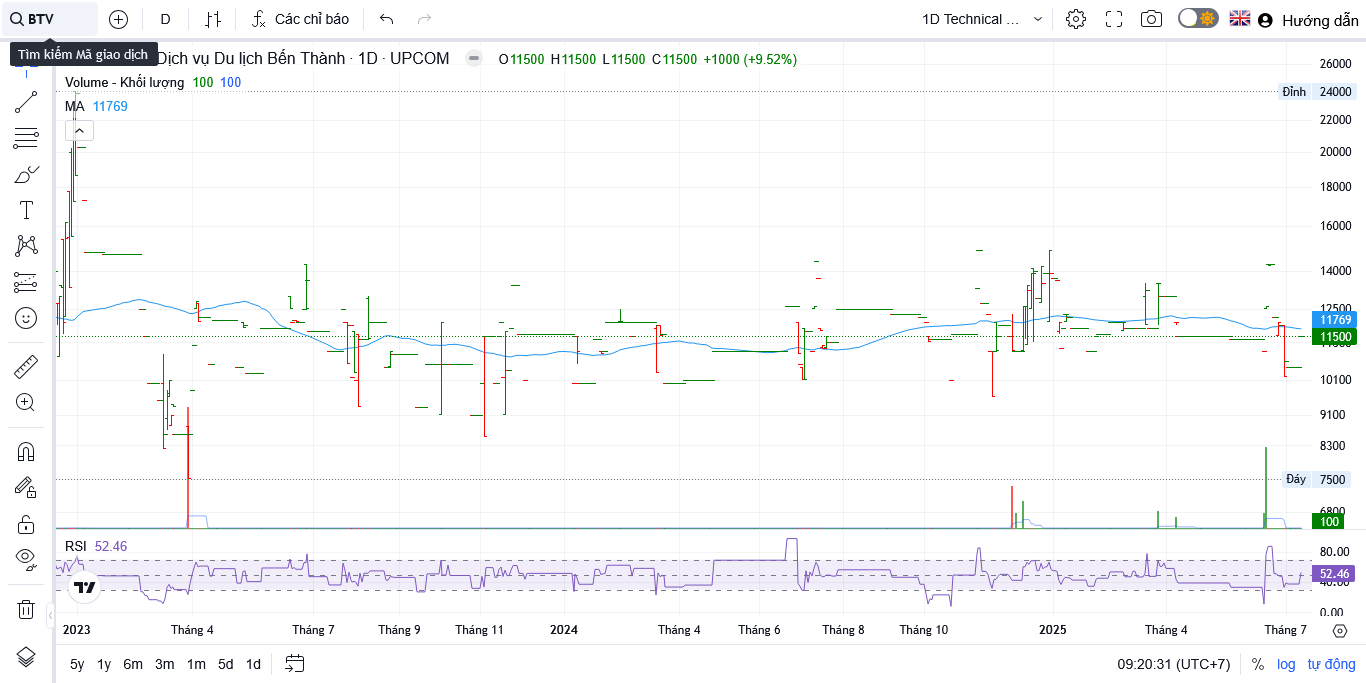 BTV
D
Các chỉ báo
1D Technical ...
Hướng dẫn
Tìm kiếm Mã giao dịch
Dịch vụ Du lịch Bến Thành · 1D · UPCOM
O11500 H11500 L11500 C11500 +1000 (+9.52%)
Volume - Khối lượng 100 100
MA 11769
26000
Đỉnh 24000
22000
20000
18000
16000
14000
12500
11769
11500
10100
9100
8300
Đáy 7500
6800
100
RSI 52.46
80.00
52.46
40.00
0.00
2023
Tháng 4
Tháng 7
Tháng 9
Tháng 11
2024
Tháng 4
Tháng 6
Tháng 8
Tháng 10
2025
Tháng 4
Tháng 7
5y 1y 6m 3m 1m 5d 1d
09:20:31 (UTC+7)
% log tự động